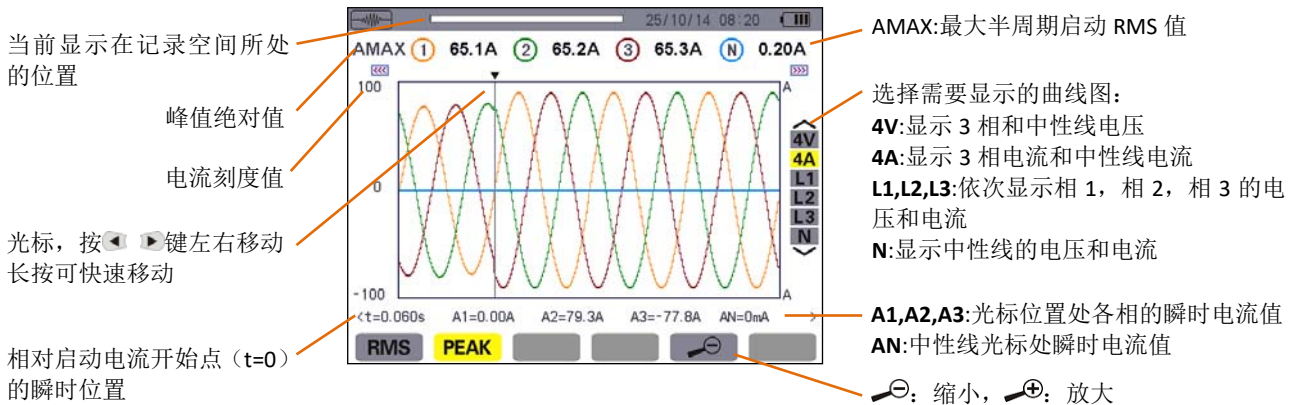 当前显示在记录空间所处
的位置
峰值绝对值
电流刻度值
光标，按 键左右移动
长按可快速移动
相对启动电流开始点（t=0）
的瞬时位置
25/10/14 08:20
AMAX 1 65.1A 2 65.2A 3 65.3A N 0.20A
100 A
0
-100 A
4V
4A
L1
L2
L3
N
<t=0.060s A1=0.00A A2=79.3A A3=-77.8A AN=0mA >
RMS PEAK
AMAX:最大半周期启动 RMS 值
选择需要显示的曲线图：
4V:显示 3 相和中性线电压
4A:显示 3 相电流和中性线电流
L1,L2,L3:依次显示相 1，相 2，相 3 的电
压和电流
N:显示中性线的电压和电流
A1,A2,A3:光标位置处各相的瞬时电流值
AN:中性线光标处瞬时电流值
：缩小， ：放大